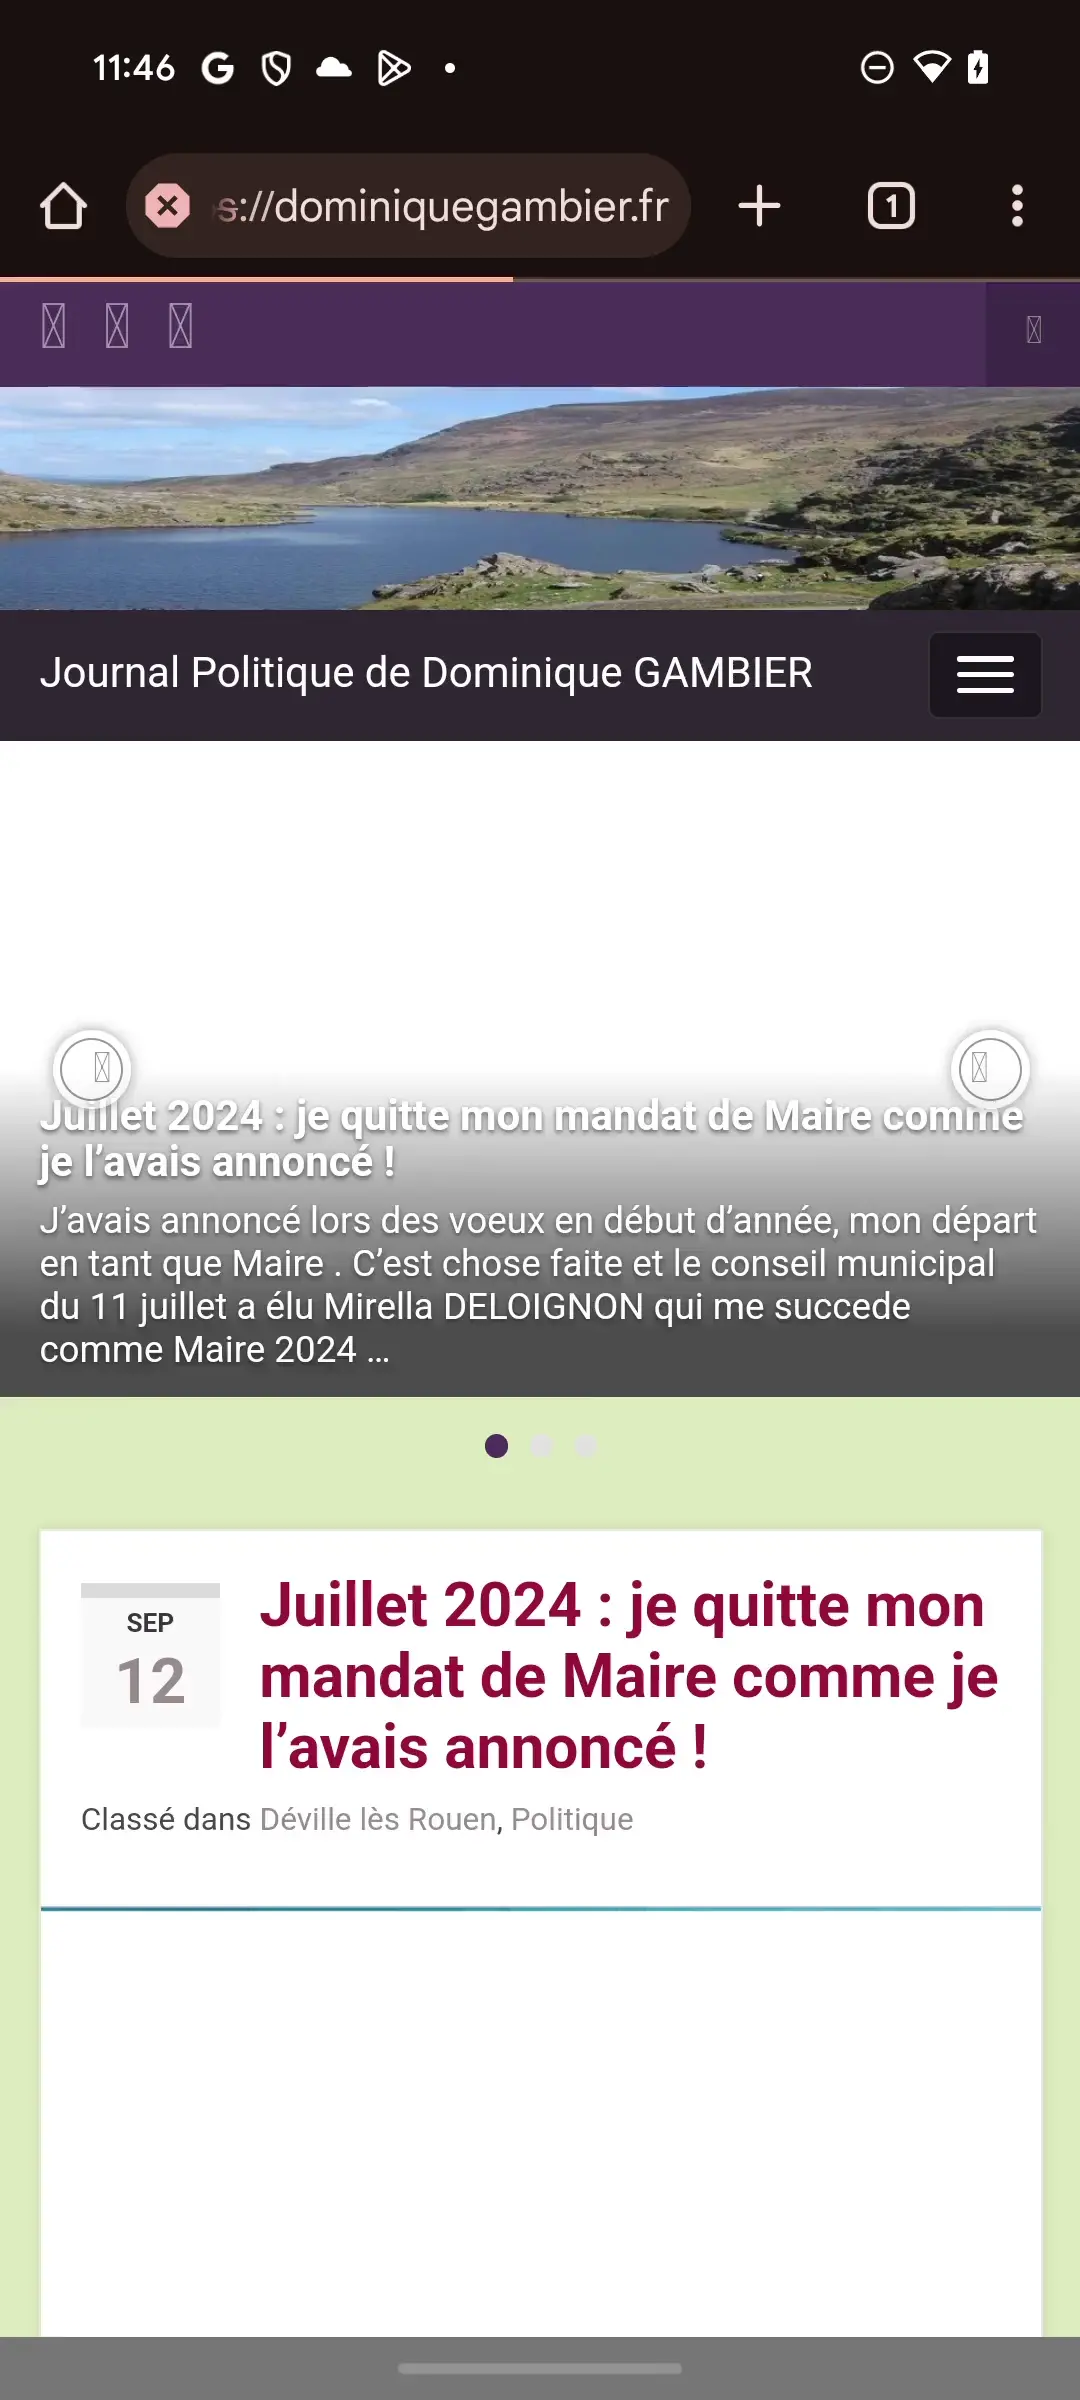 11:46
s://dominiquegambier.fr
1
Journal Politique de Dominique GAMBIER
Juillet 2024 : je quitte mon mandat de Maire comme
je l’avais annoncé !
J’avais annoncé lors des voeux en début d’année, mon départ
en tant que Maire . C’est chose faite et le conseil municipal
du 11 juillet a élu Mirella DELOIGNON qui me succede
comme Maire 2024 ...
SEP
12
Juillet 2024 : je quitte mon
mandat de Maire comme je
l’avais annoncé !
Classé dans Déville lès Rouen, Politique